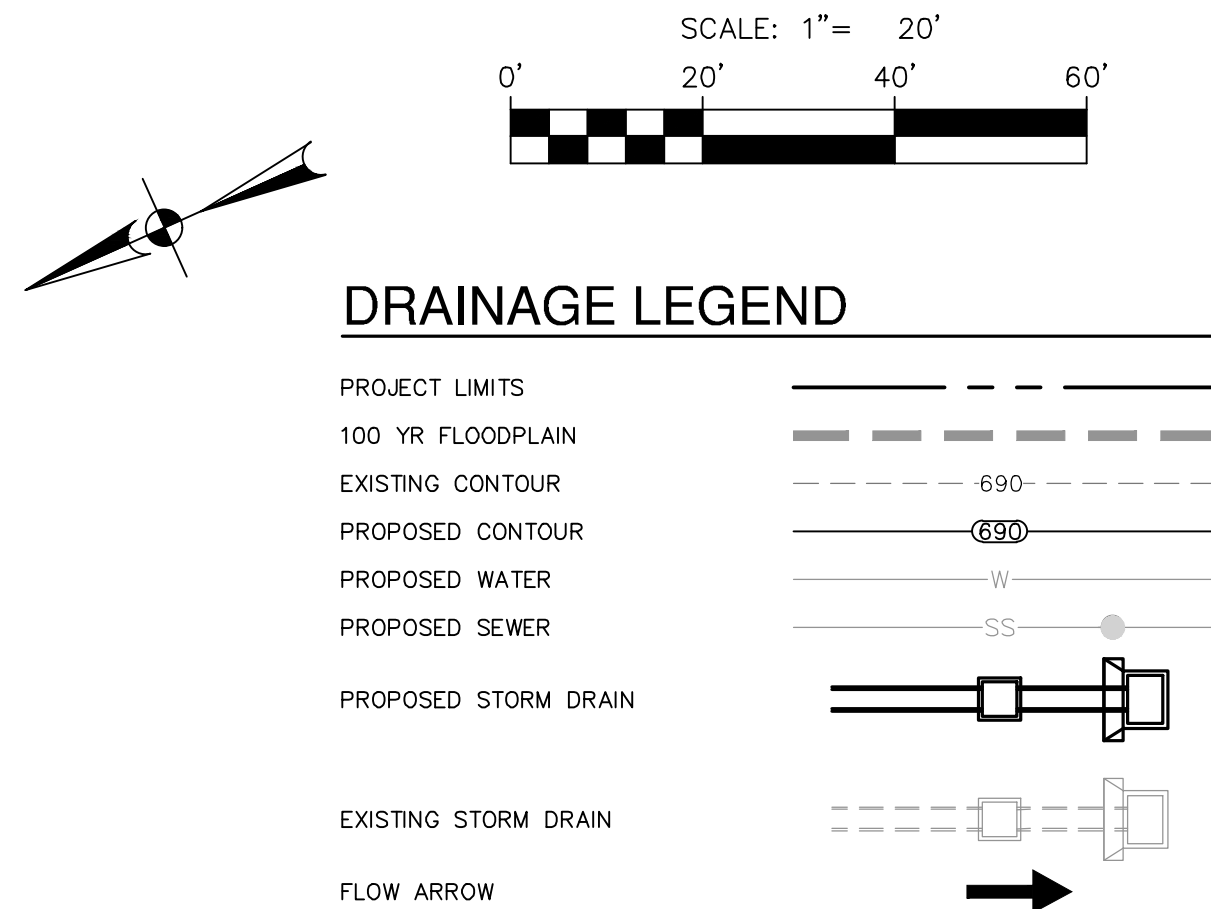 SCALE: 1"= 20'
0' 20' 40' 60'
DRAINAGE LEGEND
PROJECT LIMITS
100 YR FLOODPLAIN
EXISTING CONTOUR 690
PROPOSED CONTOUR 690
PROPOSED WATER W
PROPOSED SEWER SS
PROPOSED STORM DRAIN
EXISTING STORM DRAIN
FLOW ARROW